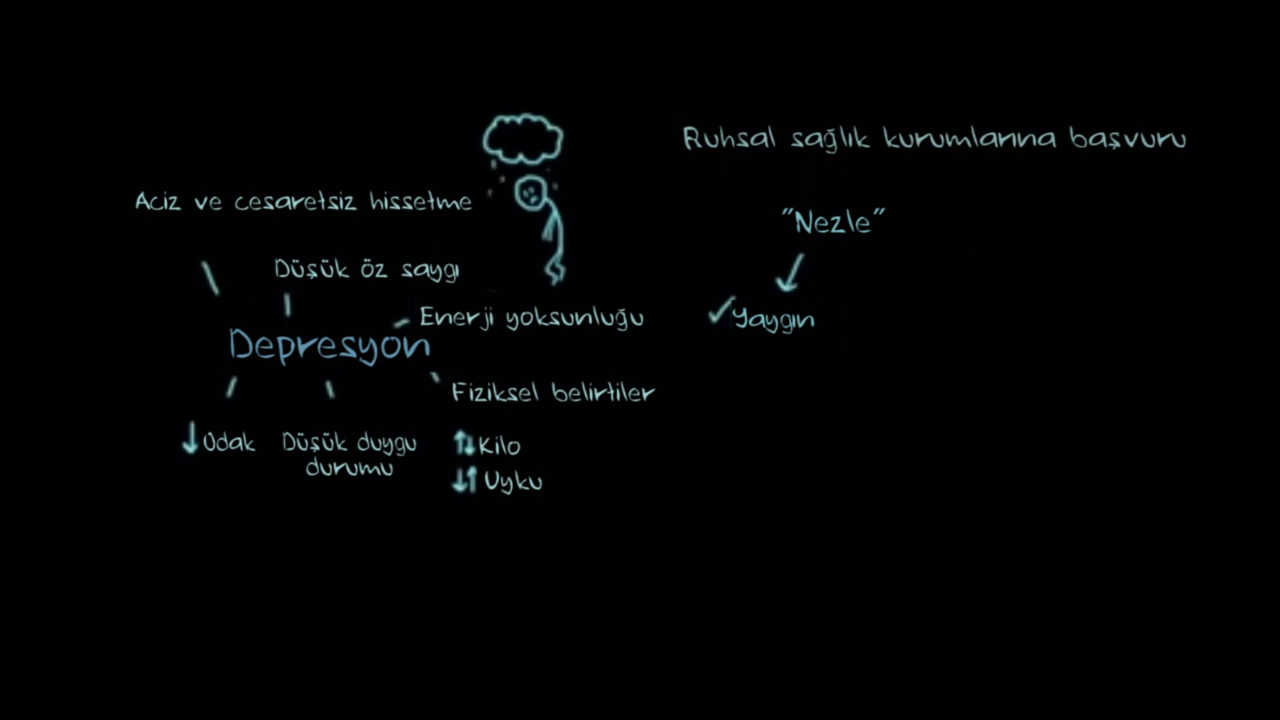 Ruhsal sağlık kurumlarına başvuru
Aciz ve cesaretsiz hissetme
"Nezle"
Düşük öz saygı
Enerji yoksunluğu
✓Yaygın
Depresyon
Fiziksel belirtiler
↓Odak
Düşük duygu
durumu
↑↓Kilo
↓↑Uyku